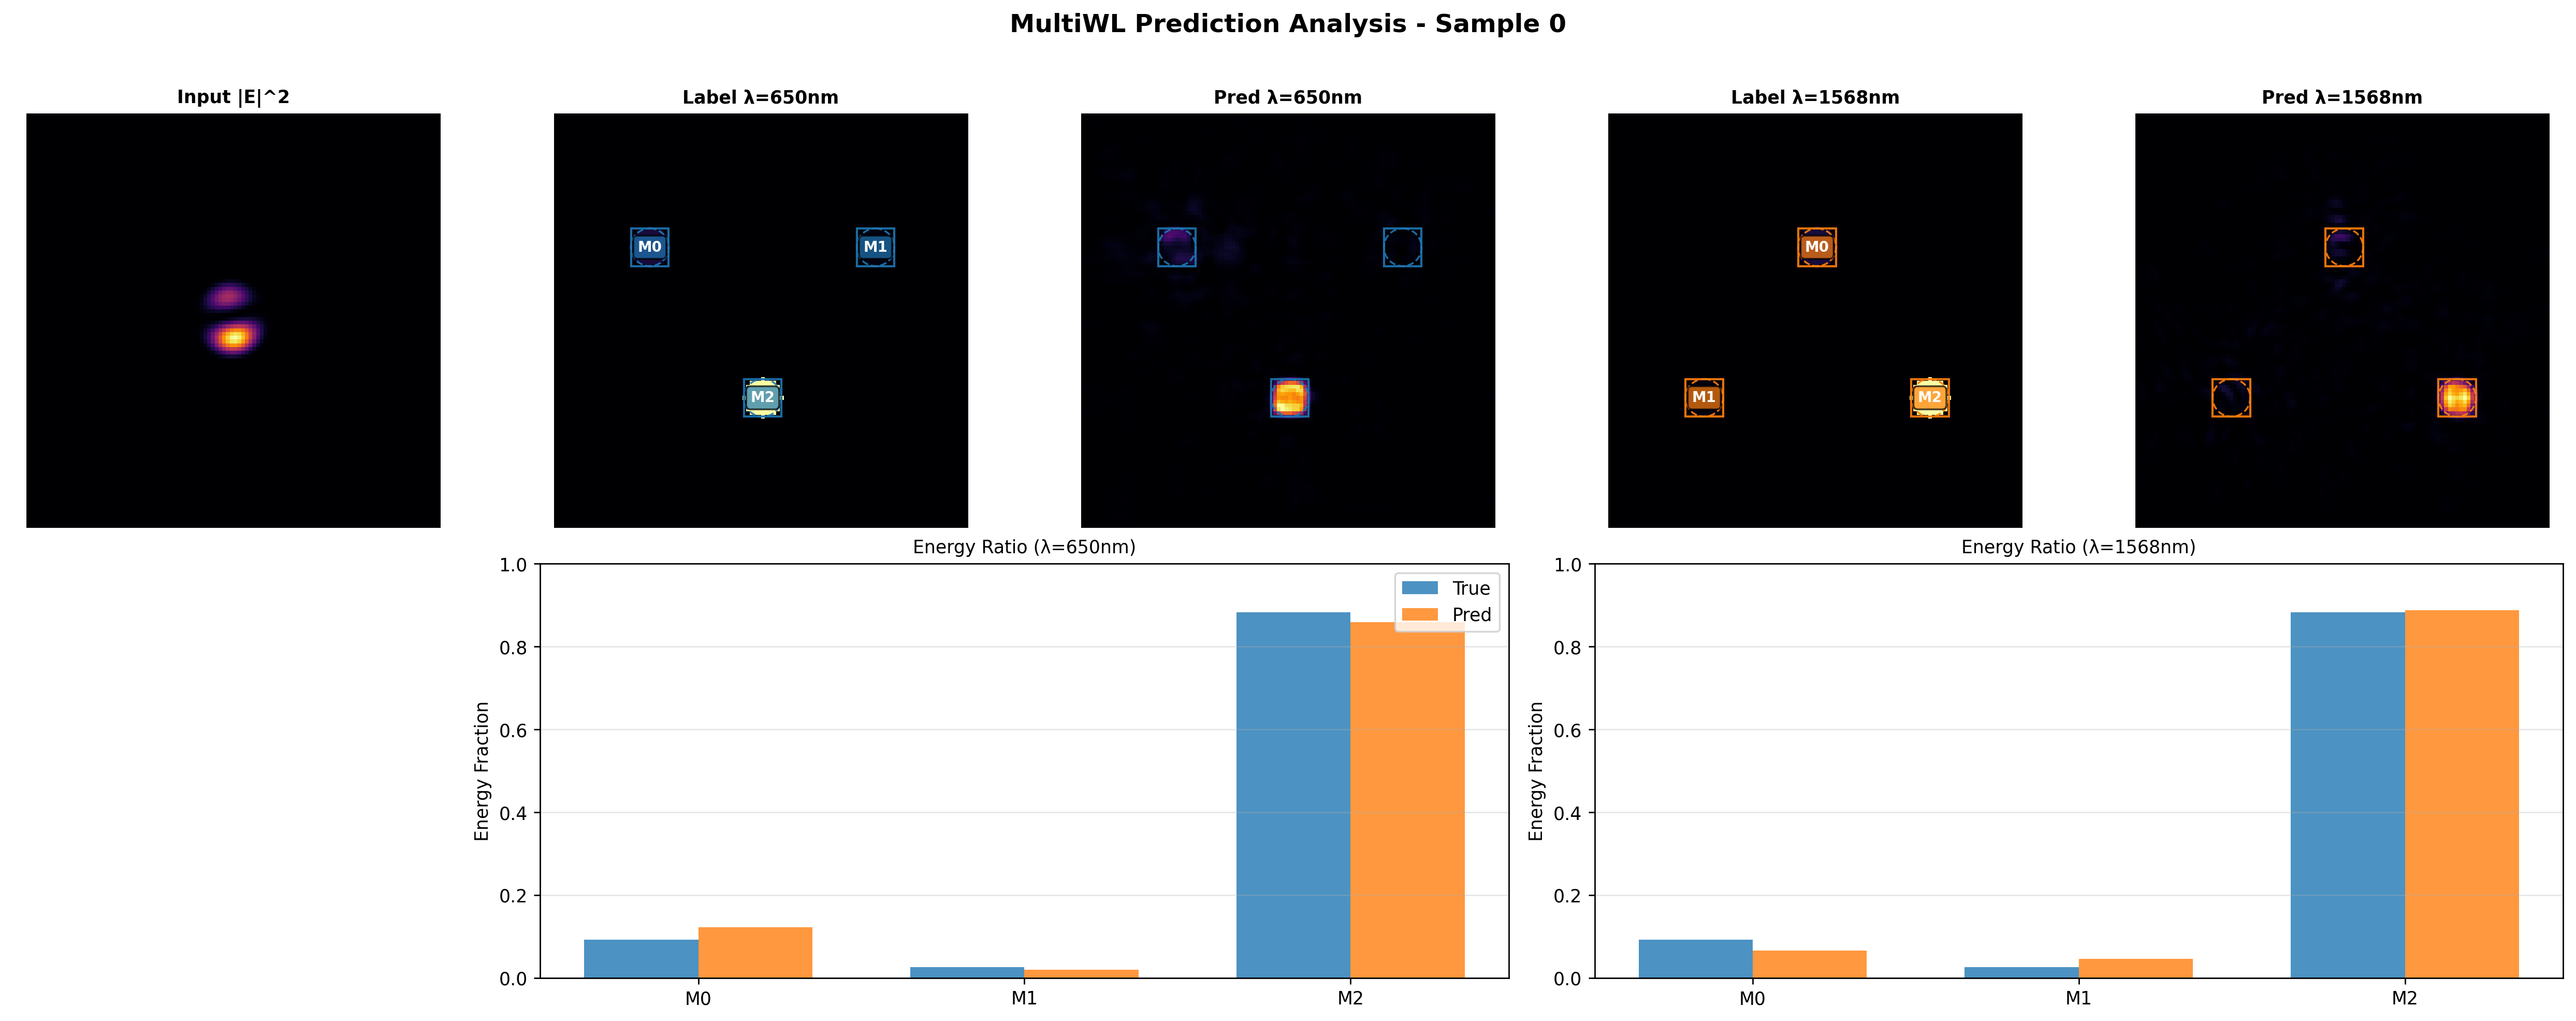 MultiWL Prediction Analysis - Sample 0
Input |E|^2
Label λ=650nm
Pred λ=650nm
Label λ=1568nm
Pred λ=1568nm
M0
M1
M2
M0
M1
M2
Energy Ratio (λ=650nm)
Energy Fraction
1.0
0.8
0.6
0.4
0.2
0.0
True
Pred
M0
M1
M2
Energy Ratio (λ=1568nm)
Energy Fraction
1.0
0.8
0.6
0.4
0.2
0.0
M0
M1
M2